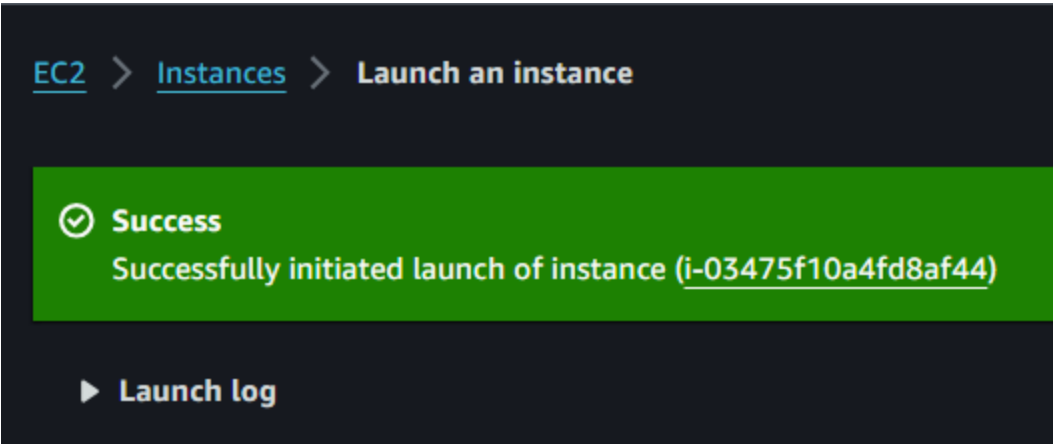 EC2 > Instances > Launch an instance
Success
Successfully initiated launch of instance (i-03475f10a4fd8af44)
Launch log